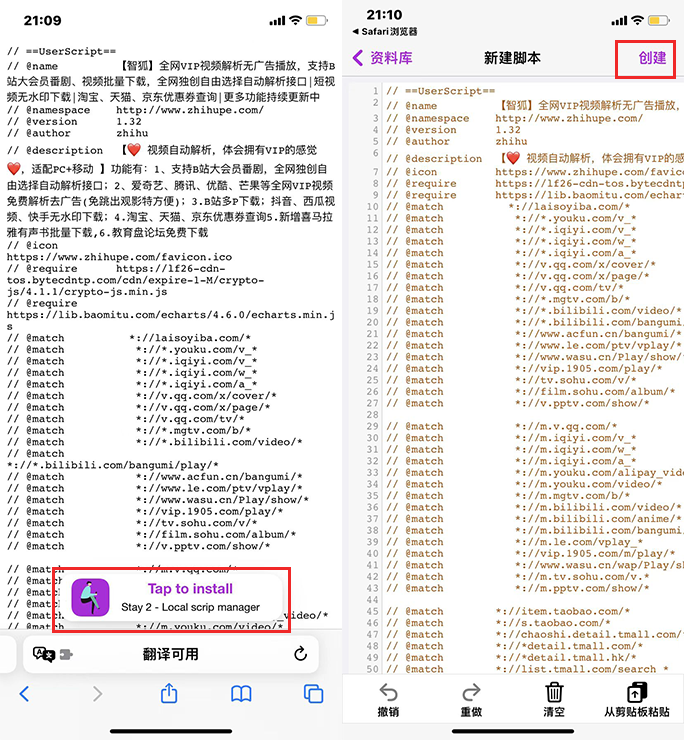 21:09
// ==UserScript==
// @name 【智狐】全网VIP视频解析无广告播放，支持B
站大会员番剧、视频批量下载，全网独创自由选择自动解析接口|短视
频无水印下载|淘宝、天猫、京东优惠券查询|更多功能持续更新中
// @namespace http://www.zhihupe.com/
// @version 1.32
// @author zhihu
// @description 【❤️ 视频自动解析，体会拥有VIP的感觉
❤️，适配PC+移动 】功能有：1、支持B站大会员番剧，全网独创自
由选择自动解析接口；2、爱奇艺、腾讯、优酷、芒果等全网VIP视频
免费解析去广告(免跳出观影特方便)；3.B站多P下载；抖音、西瓜视
频、快手无水印下载；4.淘宝、天猫、京东优惠券查询5.新增喜马拉
雅有声书批量下载,6.教育盘论坛免费下载
// @icon
https://www.zhihupe.com/favicon.ico
// @require https://lf26-cdn-
tos.bytecdntp.com/cdn/expire-1-M/crypto-
js/4.1.1/crypto-js.min.js
// @require
https://lib.baomitu.com/echarts/4.6.0/echarts.min.j
s
// @match *://laisoyiba.com/*
// @match *://*.youku.com/v_*
// @match *://*.iqiyi.com/v_*
// @match *://*.iqiyi.com/w_*
// @match *://*.iqiyi.com/a_*
// @match *://v.qq.com/x/cover/*
// @match *://v.qq.com/x/page/*
// @match *://v.qq.com/tv/*
// @match *://*.mgtv.com/b/*
// @match *://*.bilibili.com/video/*
// @match
*://*.bilibili.com/bangumi/play/*
// @match *://www.acfun.cn/bangumi/*
// @match *://www.le.com/ptv/vplay/*
// @match *://www.wasu.cn/Play/show/*
// @match *://vip.1905.com/play/*
// @match *://tv.sohu.com/v/*
// @match *://film.sohu.com/album/*
// @match *://v.pptv.com/show/*
// @match *://m.v.qq.com/*
// @match
// @match
// @match
// @match _video/*
// @match *://m.youku.com/video/*
Tap to install
Stay 2 - Local scrip manager
翻译可用
21:10
◀ Safari浏览器
资料库
新建脚本
创建
1 // ==UserScript==
2 // @name 【智狐】全网VIP视频解析无广告播放，
3 // @namespace http://www.zhihupe.com/
4 // @version 1.32
5 // @author zhihu
6 // @description 【❤️ 视频自动解析，体会拥有VIP的感
7 // @icon https://www.zhihupe.com/favico
8 // @require https://lf26-cdn-tos.bytecdntp
9 // @require https://lib.baomitu.com/echart
10 // @match *://laisoyiba.com/*
11 // @match *://*.youku.com/v_*
12 // @match *://*.iqiyi.com/v_*
13 // @match *://*.iqiyi.com/w_*
14 // @match *://*.iqiyi.com/a_*
15 // @match *://v.qq.com/x/cover/*
16 // @match *://v.qq.com/x/page/*
17 // @match *://v.qq.com/tv/*
18 // @match *://*.mgtv.com/b/*
19 // @match *://*.bilibili.com/video/*
20 // @match *://*.bilibili.com/bangumi/
21 // @match *://www.acfun.cn/bangumi/*
22 // @match *://www.le.com/ptv/vplay/*
23 // @match *://www.wasu.cn/Play/show/*
24 // @match *://vip.1905.com/play/*
25 // @match *://tv.sohu.com/v/*
26 // @match *://film.sohu.com/album/*
27 // @match *://v.pptv.com/show/*
28
29 // @match *://m.v.qq.com/*
30 // @match *://m.iqiyi.com/v_*
31 // @match *://m.iqiyi.com/w_*
32 // @match *://m.iqiyi.com/a_*
33 // @match *://m.youku.com/alipay_video
34 // @match *://m.youku.com/video/*
35 // @match *://m.mgtv.com/b/*
36 // @match *://m.bilibili.com/video/*
37 // @match *://m.bilibili.com/anime/*
38 // @match *://m.bilibili.com/bangumi/
39 // @match *://m.le.com/vplay_*
40 // @match *://vip.1905.com/m/play/*
41 // @match *://www.wasu.cn/wap/Play/sh
42 // @match *://m.tv.sohu.com/v.*
43 // @match *://m.pptv.com/show/*
44
45 // @match *://item.taobao.com/*
46 // @match *://s.taobao.com/*
47 // @match *://chaoshi.detail.tmall.com/
48 // @match *://*detail.tmall.com/*
49 // @match *://*detail.tmall.hk/*
50 // @match *://list.tmall.com/search_*
撤销
重做
清空
从剪贴板粘贴